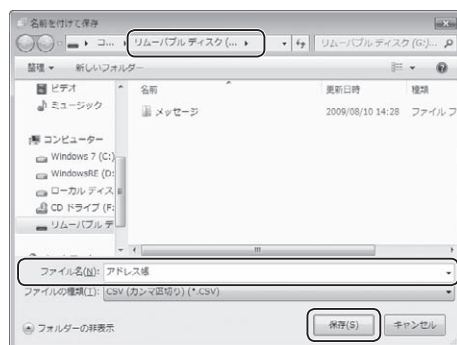 名前を付けて保存
コ... リムーバブル ディスク (... リムーバブル ディスク (G:)...
整理 新しいフォルダー
ビデオ 名前 更新日時 種類
ミュージック メッセージ 2009/08/10 14:28 ファイル フ
コンピューター
Windows 7 (C:)
WindowsRE (D:
ローカル ディス
CD ドライブ (F:
リムーバブル デ
ファイル名(N): アドレス帳
ファイルの種類(T): CSV (カンマ区切り) (*.CSV)
フォルダーの非表示 保存(S) キャンセル